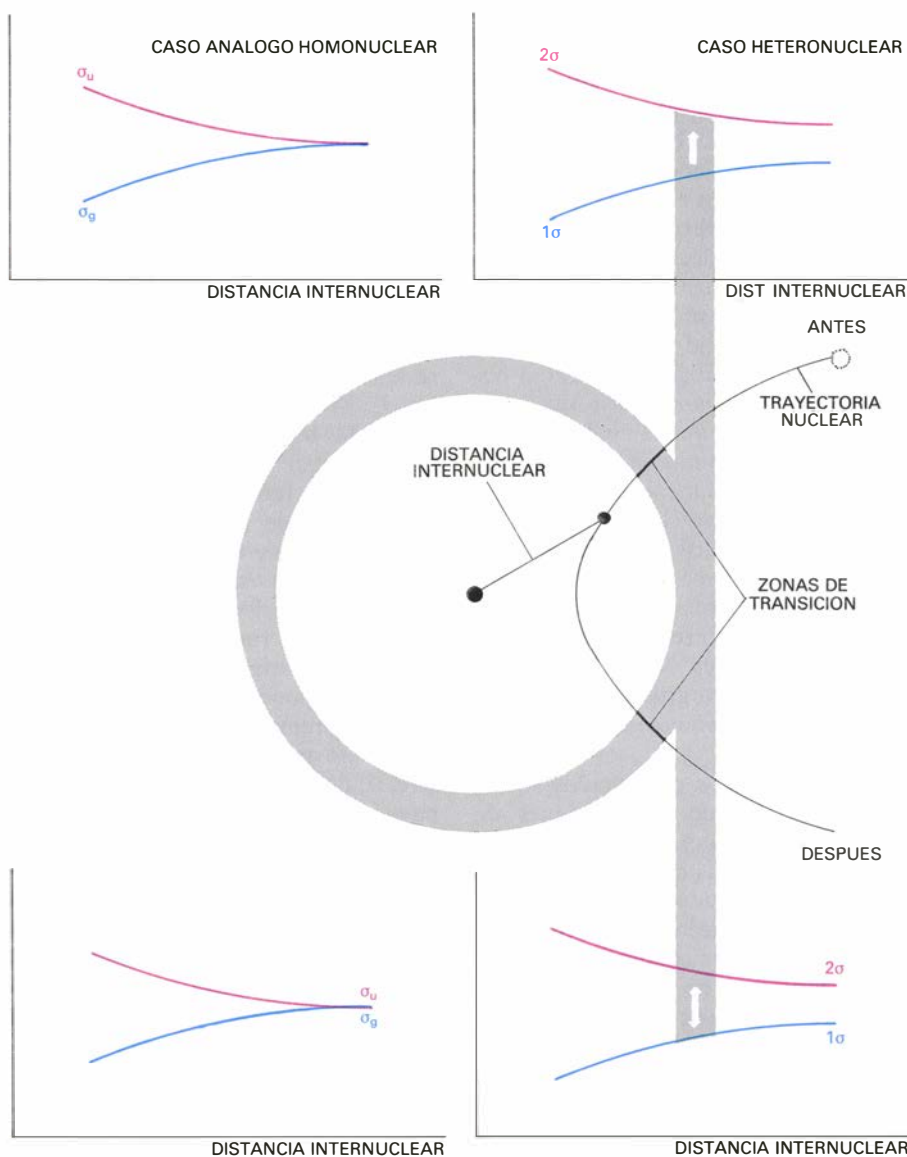 CASO ANALOGO HOMONUCLEAR
σu
σg
DISTANCIA INTERNUCLEAR
CASO HETERONUCLEAR
2σ
1σ
DIST INTERNUCLEAR
ANTES
TRAYECTORIA
NUCLEAR
DISTANCIA
INTERNUCLEAR
ZONAS DE
TRANSICION
DESPUES
σu
σg
DISTANCIA INTERNUCLEAR
2σ
1σ
DISTANCIA INTERNUCLEAR